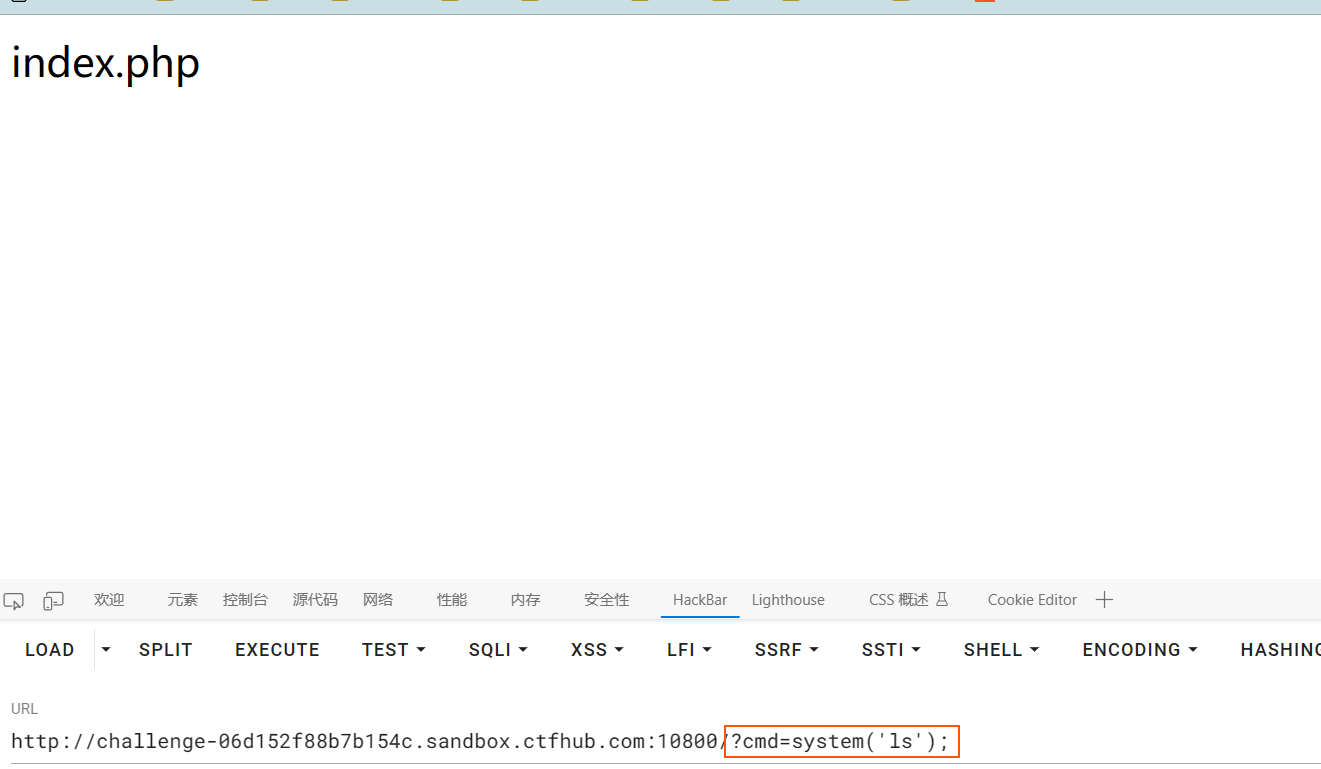 index.php
欢迎 元素 控制台 源代码 网络 性能 内存 安全性 HackBar Lighthouse CSS 概述 Cookie Editor
LOAD SPLIT EXECUTE TEST SQLI XSS LFI SSRF SSTI SHELL ENCODING HASHING
URL
http://challenge-06d152f88b7b154c.sandbox.ctfhub.com:10800/?cmd=system('ls');